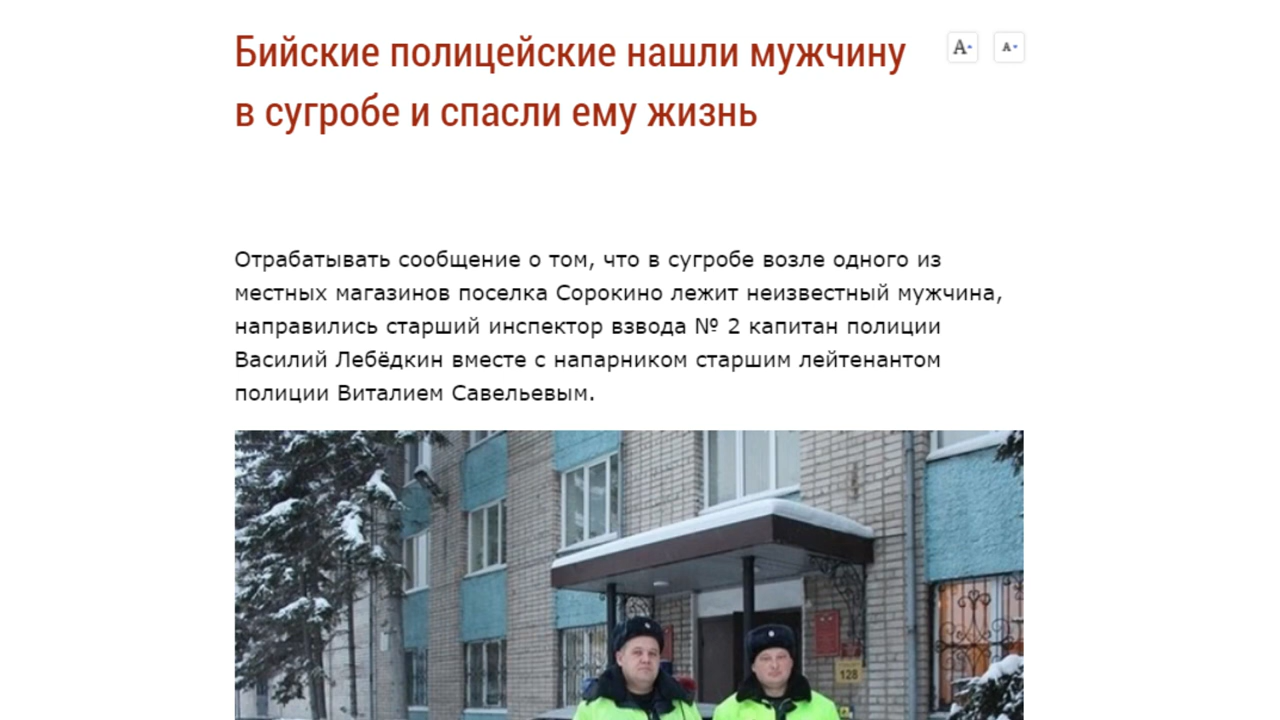 Бийские полицейские нашли мужчину
в сугробе и спасли ему жизнь
A
A
Отрабатывать сообщение о том, что в сугробе возле одного из
местных магазинов поселка Сорокино лежит неизвестный мужчина,
направились старший инспектор взвода № 2 капитан полиции
Василий Лебёдкин вместе с напарником старшим лейтенантом
полиции Виталием Савельевым.
128